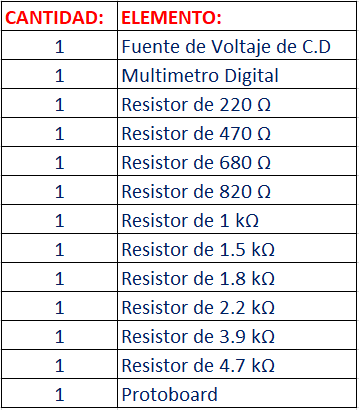 CANTIDAD: ELEMENTO:
1 Fuente de Voltaje de C.D
1 Multimetro Digital
1 Resistor de 220 Ω
1 Resistor de 470 Ω
1 Resistor de 680 Ω
1 Resistor de 820 Ω
1 Resistor de 1 kΩ
1 Resistor de 1.5 kΩ
1 Resistor de 1.8 kΩ
1 Resistor de 2.2 kΩ
1 Resistor de 3.9 kΩ
1 Resistor de 4.7 kΩ
1 Protoboard